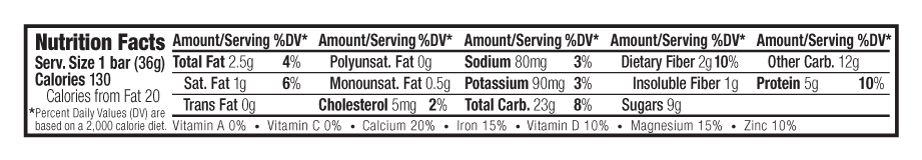 Nutrition Facts
Serv. Size 1 bar (36g)
Calories 130
Calories from Fat 20
*Percent Daily Values (DV) are
based on a 2,000 calorie diet.
Amount/Serving %DV* Amount/Serving %DV* Amount/Serving %DV* Amount/Serving %DV* Amount/Serving %DV*
Total Fat 2.5g 4% Polyunsat. Fat 0g Sodium 80mg 3% Dietary Fiber 2g 10% Other Carb. 12g
Sat. Fat 1g 6% Monounsat. Fat 0.5g Potassium 90mg 3% Insoluble Fiber 1g Protein 5g 10%
Trans Fat 0g Cholesterol 5mg 2% Total Carb. 23g 8% Sugars 9g
Vitamin A 0% • Vitamin C 0% • Calcium 20% • Iron 15% • Vitamin D 10% • Magnesium 15% • Zinc 10%